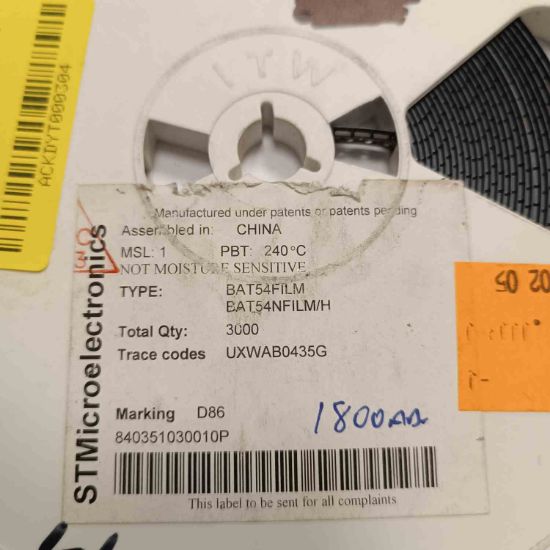 ITW
ACKDYT000304
Manufactured under patents or patents pending
Assembled in: CHINA
MSL: 1 PBT: 240°C
NOT MOISTURE SENSITIVE
TYPE: BAT54FILM
BAT54NFILM/H
Total Qty: 3000
Trace codes UXWAB0435G
Marking D86
1800
840351030010P
This label to be sent for all complaints
STMicroelectronics
02 05